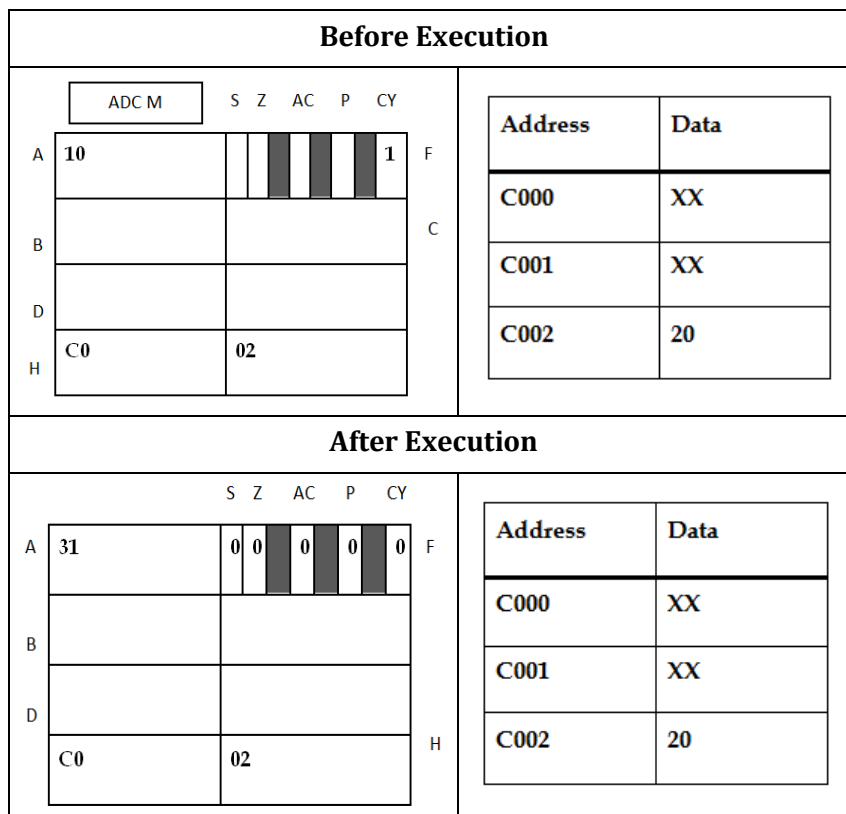 Before Execution
ADC M S Z AC P CY
A 10 1 F
B C
D
H C0 02
Address Data
C000 XX
C001 XX
C002 20
After Execution
S Z AC P CY
A 31 0 0 0 0 0 F
B
D
C0 02 H
Address Data
C000 XX
C001 XX
C002 20